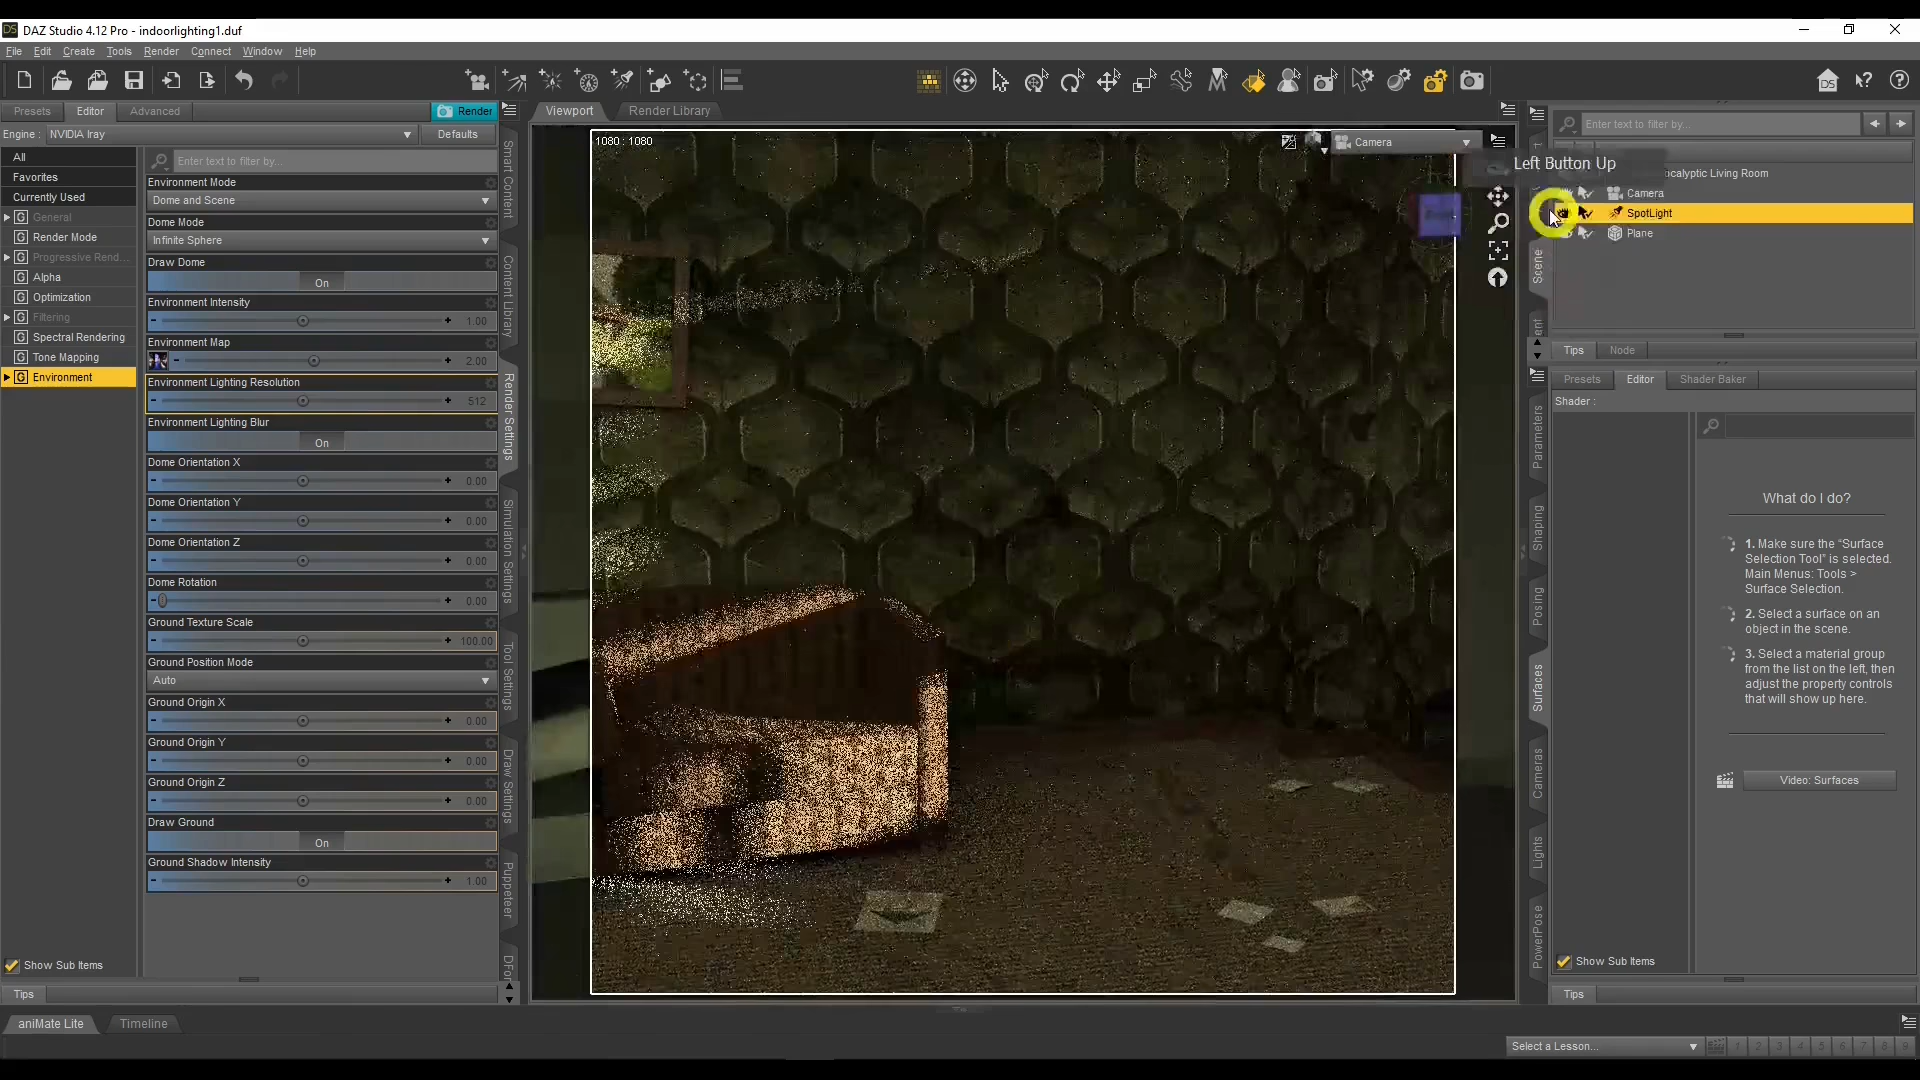 DAZ Studio 4.12 Pro - indoorlighting1.duf
File Edit Create Tools Render Connect Window Help
Presets Editor Advanced Render
Viewport Render Library
Engine : NVIDIA Iray Defaults
All
Favorites
Currently Used
General
Render Mode
Progressive Rend...
Alpha
Optimization
Filtering
Spectral Rendering
Tone Mapping
Environment
Show Sub Items
Tips
Enter text to filter by...
Environment Mode
Dome and Scene
Dome Mode
Infinite Sphere
Draw Dome
On
Environment Intensity
1.00
Environment Map
2.00
Environment Lighting Resolution
512
Environment Lighting Blur
On
Dome Orientation X
0.00
Dome Orientation Y
0.00
Dome Orientation Z
0.00
Dome Rotation
0.00
Ground Texture Scale
100.00
Ground Position Mode
Auto
Ground Origin X
0.00
Ground Origin Y
0.00
Ground Origin Z
0.00
Draw Ground
On
Ground Shadow Intensity
1.00
Smart Content
Content Library
Render Settings
Simulation Settings
Tool Settings
Draw Settings
Puppeteer
DFor
1080 : 1080
Camera
Left Button Up
Enter text to filter by...
ocalyptic Living Room
Camera
SpotLight
Plane
Scene
Tips Node
Presets Editor Shader Baker
Shader :
Parameters
Shaping
Posing
Surfaces
Cameras
Lights
PowerPose
What do I do?
1. Make sure the "Surface
Selection Tool" is selected.
Main Menus: Tools >
Surface Selection.
2. Select a surface on an
object in the scene.
3. Select a material group
from the list on the left, then
adjust the property controls
that will show up here.
Video: Surfaces
Show Sub Items
Tips
aniMate Lite Timeline
Select a Lesson...
1 2 3 4 5 6 7 8 9